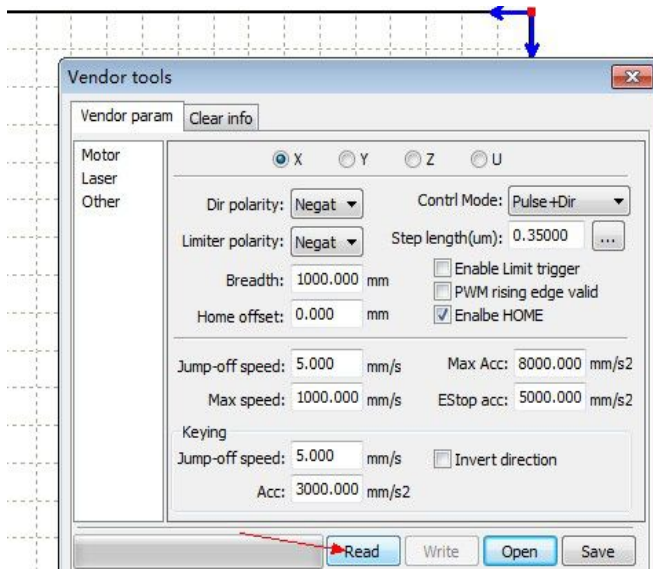 Vendor tools
Vendor param Clear info
Motor
Laser
Other
X Y Z U
Dir polarity: Negat Contrl Mode: Pulse+Dir
Limiter polarity: Negat Step length(um): 0.35000 ...
Breadth: 1000.000 mm Enable Limit trigger
PWM rising edge valid
Home offset: 0.000 mm Enalbe HOME
Jump-off speed: 5.000 mm/s Max Acc: 8000.000 mm/s2
Max speed: 1000.000 mm/s EStop acc: 5000.000 mm/s2
Keying
Jump-off speed: 5.000 mm/s Invert direction
Acc: 3000.000 mm/s2
Read Write Open Save